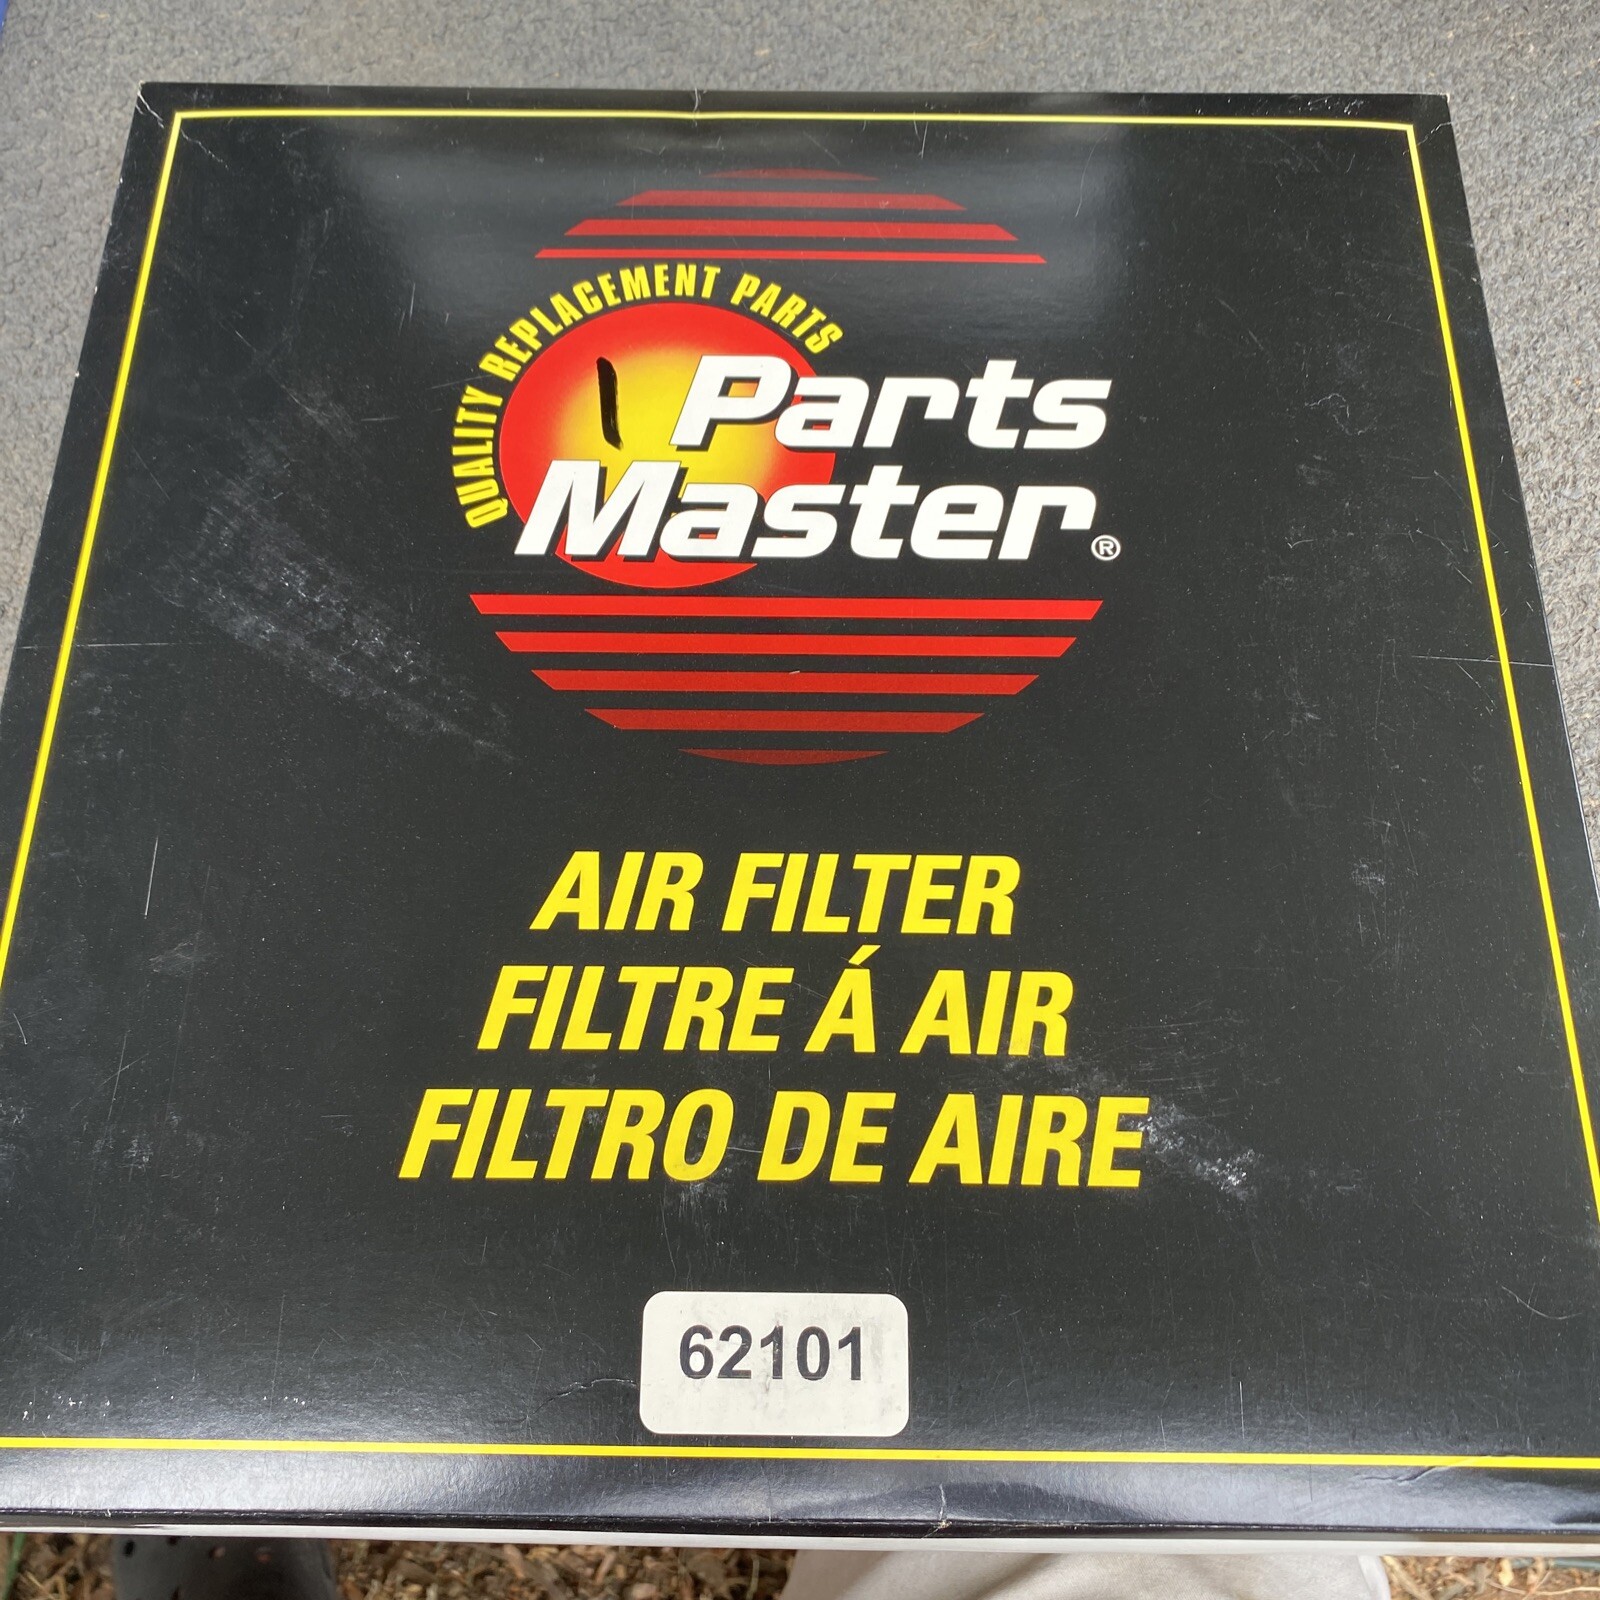 QUALITY REPLACEMENT PARTS
Parts
Master®
AIR FILTER
FILTRE Á AIR
FILTRO DE AIRE
62101